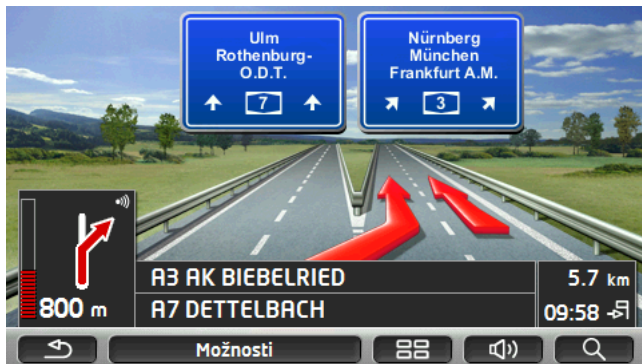 Ulm
Rothenburg-
O.D.T.
7
Nürnberg
München
Frankfurt A.M.
3
800 m
A3 AK BIEBELRIED
A7 DETTELBACH
5.7 km
09:58
Možnosti